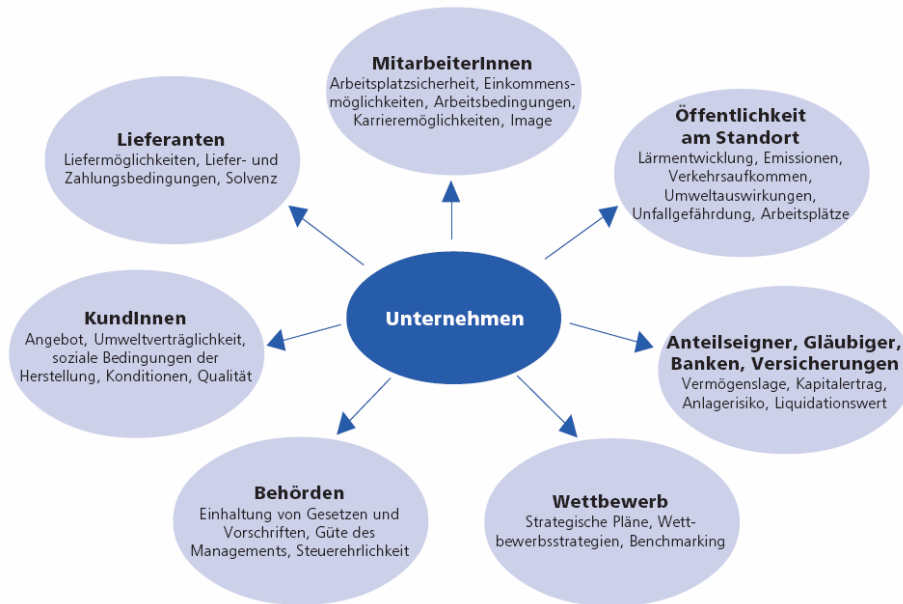 MitarbeiterInnen
Arbeitsplatzsicherheit, Einkommens-
möglichkeiten, Arbeitsbedingungen,
Karrieremöglichkeiten, Image
Öffentlichkeit
am Standort
Lärmentwicklung, Emissionen,
Verkehrsaufkommen,
Umweltauswirkungen,
Unfallgefährdung, Arbeitsplätze
Lieferanten
Liefermöglichkeiten, Liefer- und
Zahlungsbedingungen, Solvenz
Unternehmen
KundInnen
Angebot, Umweltverträglichkeit,
soziale Bedingungen der
Herstellung, Konditionen, Qualität
Anteilseigner, Gläubiger,
Banken, Versicherungen
Vermögenslage, Kapitalertrag,
Anlagerisiko, Liquidationswert
Behörden
Einhaltung von Gesetzen und
Vorschriften, Güte des
Managements, Steuerehrlichkeit
Wettbewerb
Strategische Pläne, Wett-
bewerbsstrategien, Benchmarking